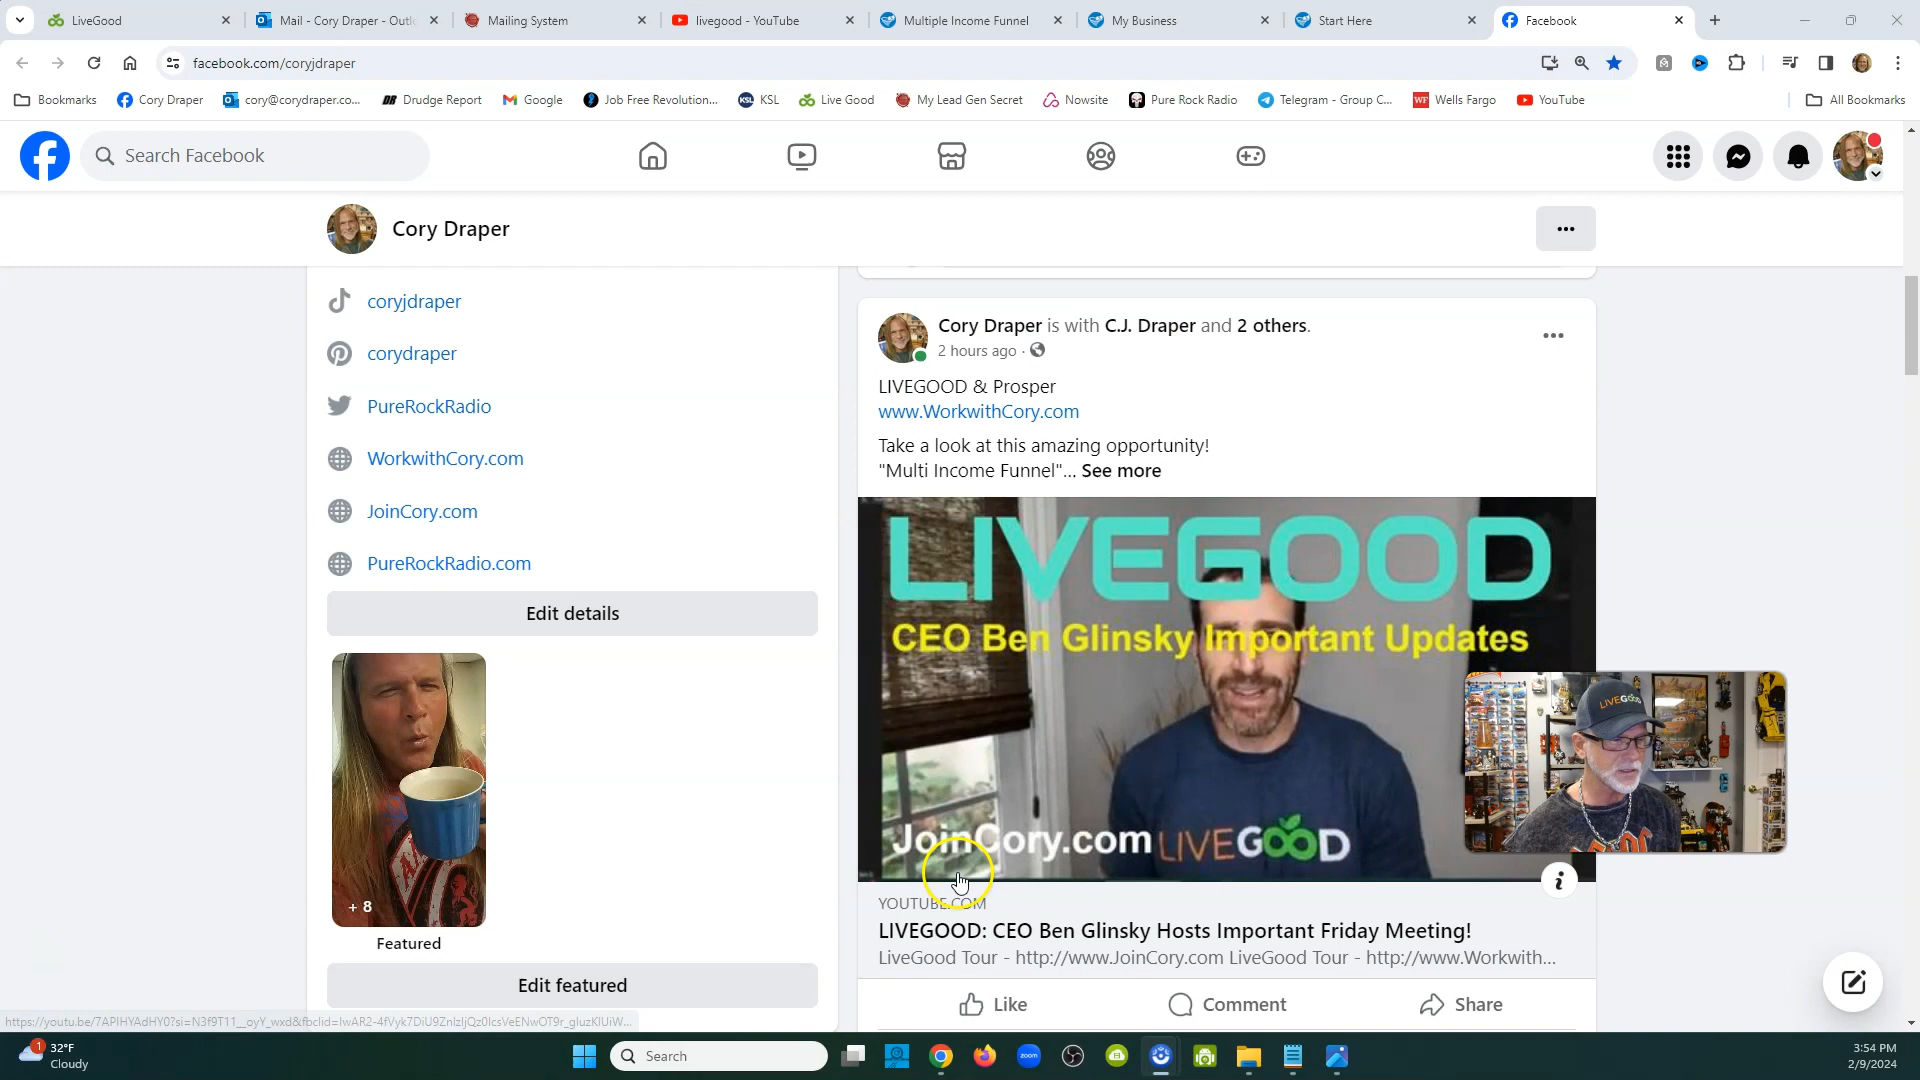 LiveGood
Mail - Cory Draper - Outlo
Mailing System
livegood - YouTube
Multiple Income Funnel
My Business
Start Here
Facebook
facebook.com/coryjdraper
Bookmarks
Cory Draper
cory@corydraper.co...
Drudge Report
Google
Job Free Revolution...
KSL
KSL
Live Good
My Lead Gen Secret
Nowsite
Pure Rock Radio
Telegram - Group C...
WF
Wells Fargo
YouTube
All Bookmarks
Search Facebook
Cory Draper
coryjdraper
corydraper
PureRockRadio
WorkwithCory.com
JoinCory.com
PureRockRadio.com
Edit details
+ 8
Featured
Edit featured
Cory Draper is with C.J. Draper and 2 others.
2 hours ago ·
LIVEGOOD & Prosper
www.WorkwithCory.com
Take a look at this amazing opportunity!
"Multi Income Funnel"... See more
LIVEGOOD
CEO Ben Glinsky Important Updates
JoinCory.com
LIVEGOOD
LIVEGOOD
YOUTUBE.COM
LIVEGOOD: CEO Ben Glinsky Hosts Important Friday Meeting!
LiveGood Tour - http://www.JoinCory.com LiveGood Tour - http://www.Workwith...
Like
Comment
Share
1
32°F
Cloudy
Search
zoom
3:54 PM
2/9/2024